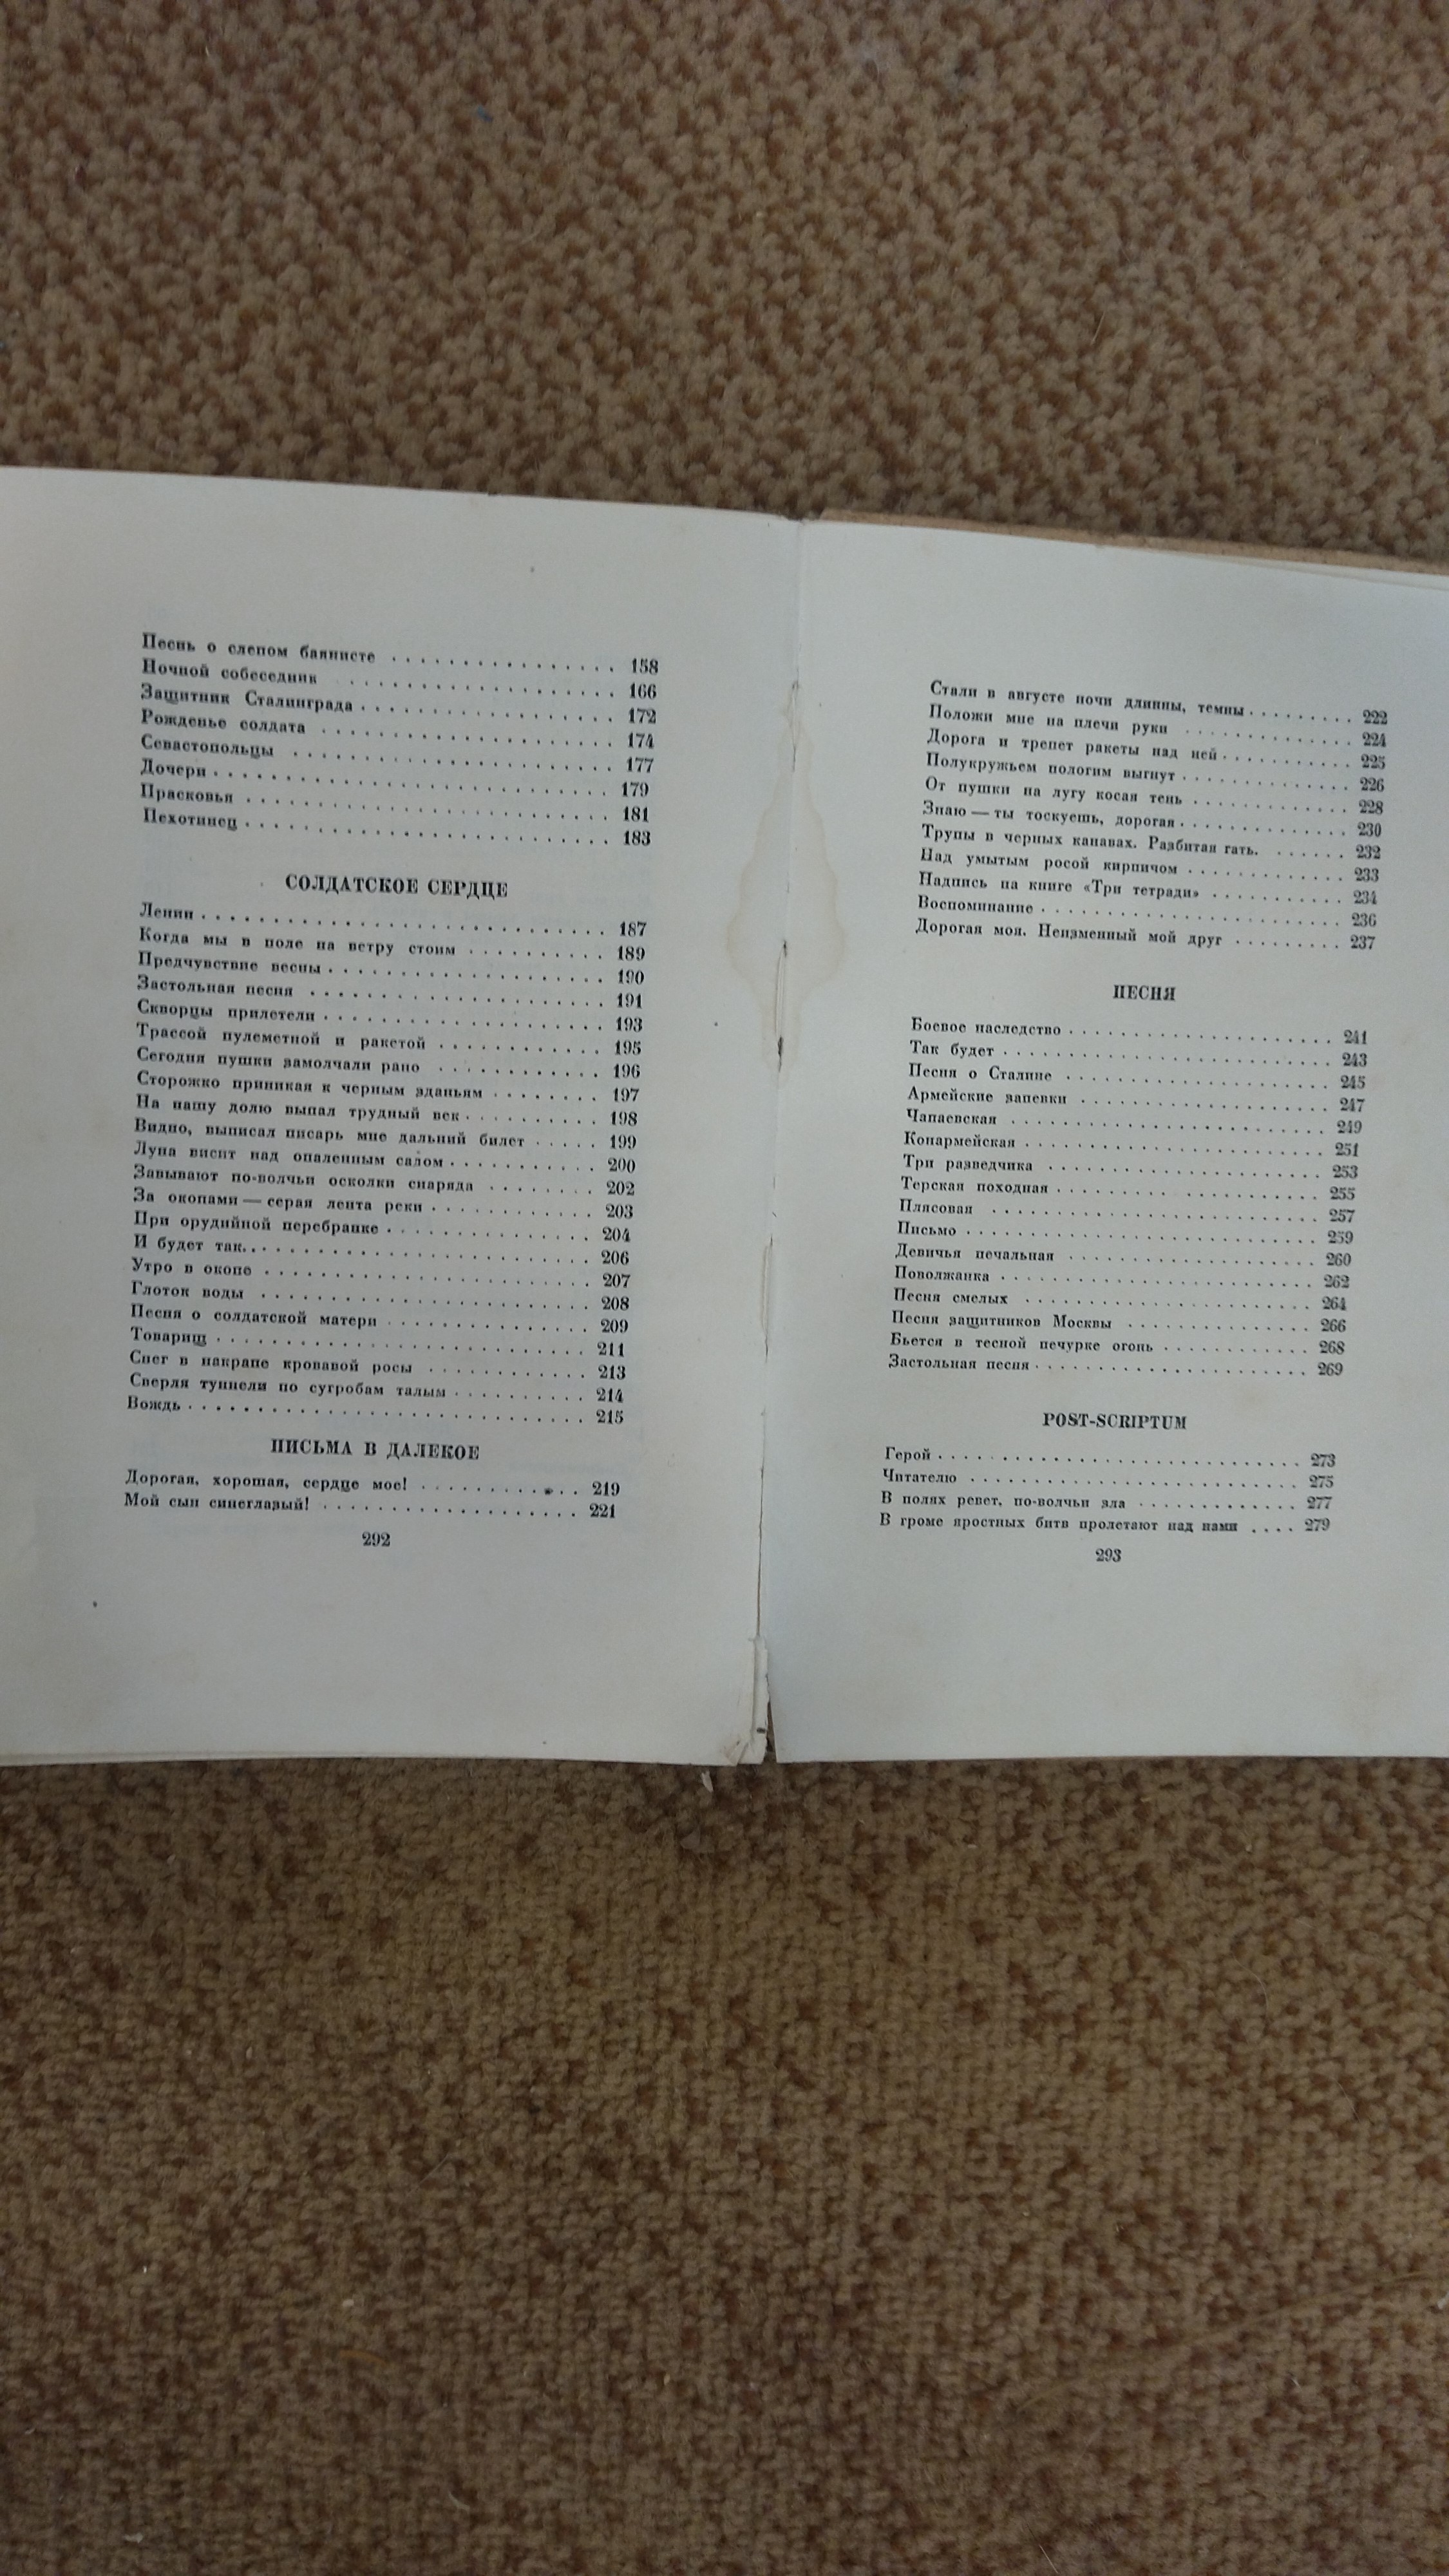 Песнь о слепом баянисте . . . . . . . . . . . . . . . . 158
Ночной собеседник . . . . . . . . . . . . . . . . . . . 166
Защитник Сталинграда . . . . . . . . . . . . . . . . . . 172
Рожденье солдата . . . . . . . . . . . . . . . . . . . . 174
Севастопольцы . . . . . . . . . . . . . . . . . . . . . . 177
Дочери . . . . . . . . . . . . . . . . . . . . . . . . . 179
Прасковья . . . . . . . . . . . . . . . . . . . . . . . . 181
Пехотинец . . . . . . . . . . . . . . . . . . . . . . . . 183
СОЛДАТСКОЕ СЕРДЦЕ
Ленин . . . . . . . . . . . . . . . . . . . . . . . . . . 187
Когда мы в поле на ветру стоим . . . . . . . . . . 189
Предчувствие весны . . . . . . . . . . . . . . . . . . . 190
Застольная песня . . . . . . . . . . . . . . . . . . . . 191
Скворцы прилетели . . . . . . . . . . . . . . . . . . . 193
Трассой пулеметной и ракетой . . . . . . . . . . . 195
Сегодня пушки замолчали рано . . . . . . . . . . . 196
Сторожко приникая к черным зданьям . . . . . . . . 197
На нашу долю выпал трудный век . . . . . . . . . . 198
Видно, выписал писарь мне дальний билет . . . . . 199
Луна висит над опаленным садом . . . . . . . . . . . 200
Завывают по-волчьи осколки снаряда . . . . . . . . 202
За окопами — серая лента реки . . . . . . . . . . . . 203
При орудийной перебранке . . . . . . . . . . . . . . . 204
И будет так. . . . . . . . . . . . . . . . . . . . . . . . 206
Утро в окопе . . . . . . . . . . . . . . . . . . . . . . . 207
Глоток воды . . . . . . . . . . . . . . . . . . . . . . . 208
Песня о солдатской матери . . . . . . . . . . . . . . . 209
Товарищ . . . . . . . . . . . . . . . . . . . . . . . . . . 211
Снег в накрапе кровавой росы . . . . . . . . . . . . 213
Сверля туннели по сугробам талым . . . . . . . . . . 214
Вождь . . . . . . . . . . . . . . . . . . . . . . . . . . . 215
ПИСЬМА В ДАЛЕКОЕ
Дорогая, хорошая, сердце мое! . . . . . . . . . . . . 219
Мой сын синеглазый! . . . . . . . . . . . . . . . . . . 221
292
Стали в августе ночи длинны, темны . . . . . . . . . 222
Положи мне на плечи руки . . . . . . . . . . . . . . 224
Дорога и трепет ракеты над ней . . . . . . . . . . . 225
Полукружьем пологим выгнут . . . . . . . . . . . . . 226
От пушки на лугу косая тень . . . . . . . . . . . . 228
Знаю — ты тоскуешь, дорогая . . . . . . . . . . . . . 230
Трупы в черных канавах. Разбитая гать. . . . . . . 232
Над умытым росой кирпичом . . . . . . . . . . . . . 233
Надпись на книге «Три тетради» . . . . . . . . . . . 234
Воспоминание . . . . . . . . . . . . . . . . . . . . . . . 236
Дорогая моя. Неизменный мой друг . . . . . . . . . 237
ПЕСНЯ
Боевое наследство . . . . . . . . . . . . . . . . . . . . 241
Так будет . . . . . . . . . . . . . . . . . . . . . . . . . 243
Песня о Сталине . . . . . . . . . . . . . . . . . . . . . 245
Армейские запевки . . . . . . . . . . . . . . . . . . . . 247
Чапаевская . . . . . . . . . . . . . . . . . . . . . . . . 249
Конармейская . . . . . . . . . . . . . . . . . . . . . . . 251
Три разведчика . . . . . . . . . . . . . . . . . . . . . . 253
Терская походная . . . . . . . . . . . . . . . . . . . . . 255
Плясовая . . . . . . . . . . . . . . . . . . . . . . . . . 257
Письмо . . . . . . . . . . . . . . . . . . . . . . . . . . . 259
Девичья печальная . . . . . . . . . . . . . . . . . . . 260
Поволжанка . . . . . . . . . . . . . . . . . . . . . . . . 262
Песня смелых . . . . . . . . . . . . . . . . . . . . . . 264
Песня защитников Москвы . . . . . . . . . . . . . . 266
Бьется в тесной печурке огонь . . . . . . . . . . . . 268
Застольная песня . . . . . . . . . . . . . . . . . . . . . 269
POST-SCRIPTUM
Герой . . . . . . . . . . . . . . . . . . . . . . . . . . . . 273
Читателю . . . . . . . . . . . . . . . . . . . . . . . . . 275
В полях ревет, по-волчьи зла . . . . . . . . . . . . . 277
В громе яростных битв пролетают над нами . . . . 279
293